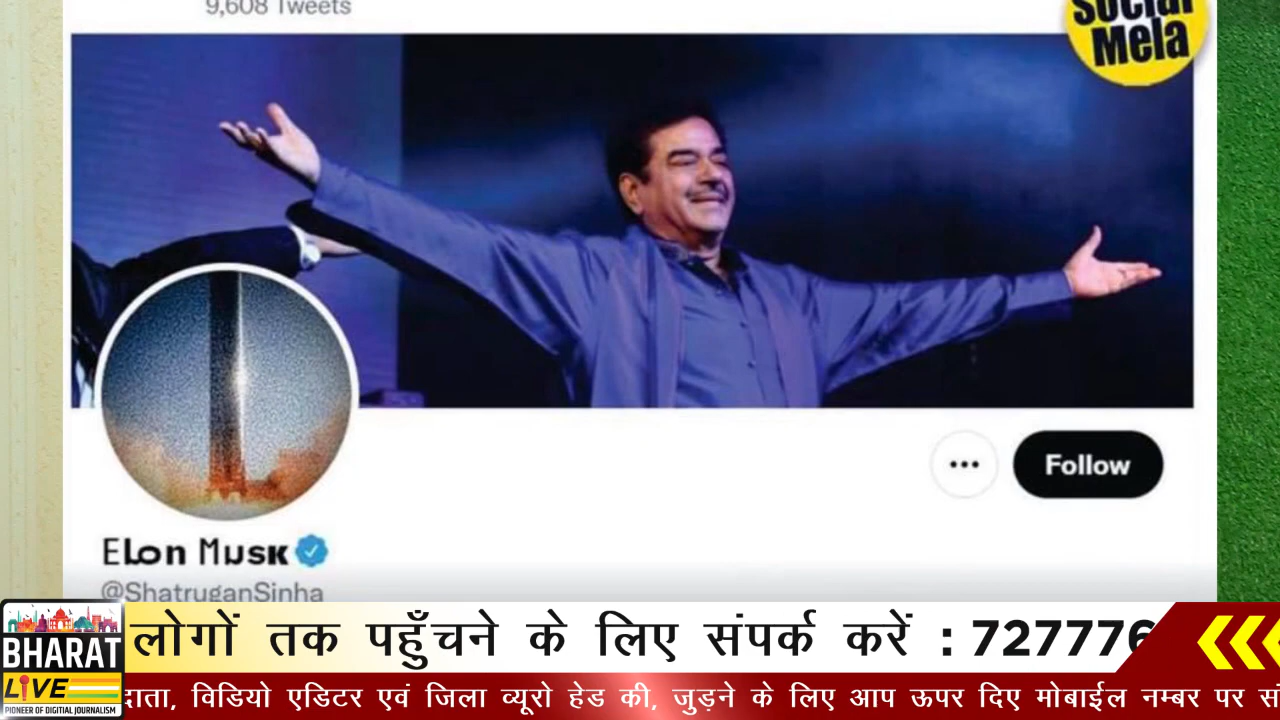 9,608 Tweets
Social
Mela
Follow
Elon Musk
@ShatruganSinha
लोगों तक पहुँचने के लिए संपर्क करें : 727776
BHARAT
LIVE
PIONEER OF DIGITIAL JOURNALISM
दाता, विडियो एडिटर एवं जिला व्यूरो हेड की, जुड़ने के लिए आप ऊपर दिए मोबाईल नम्बर पर सं